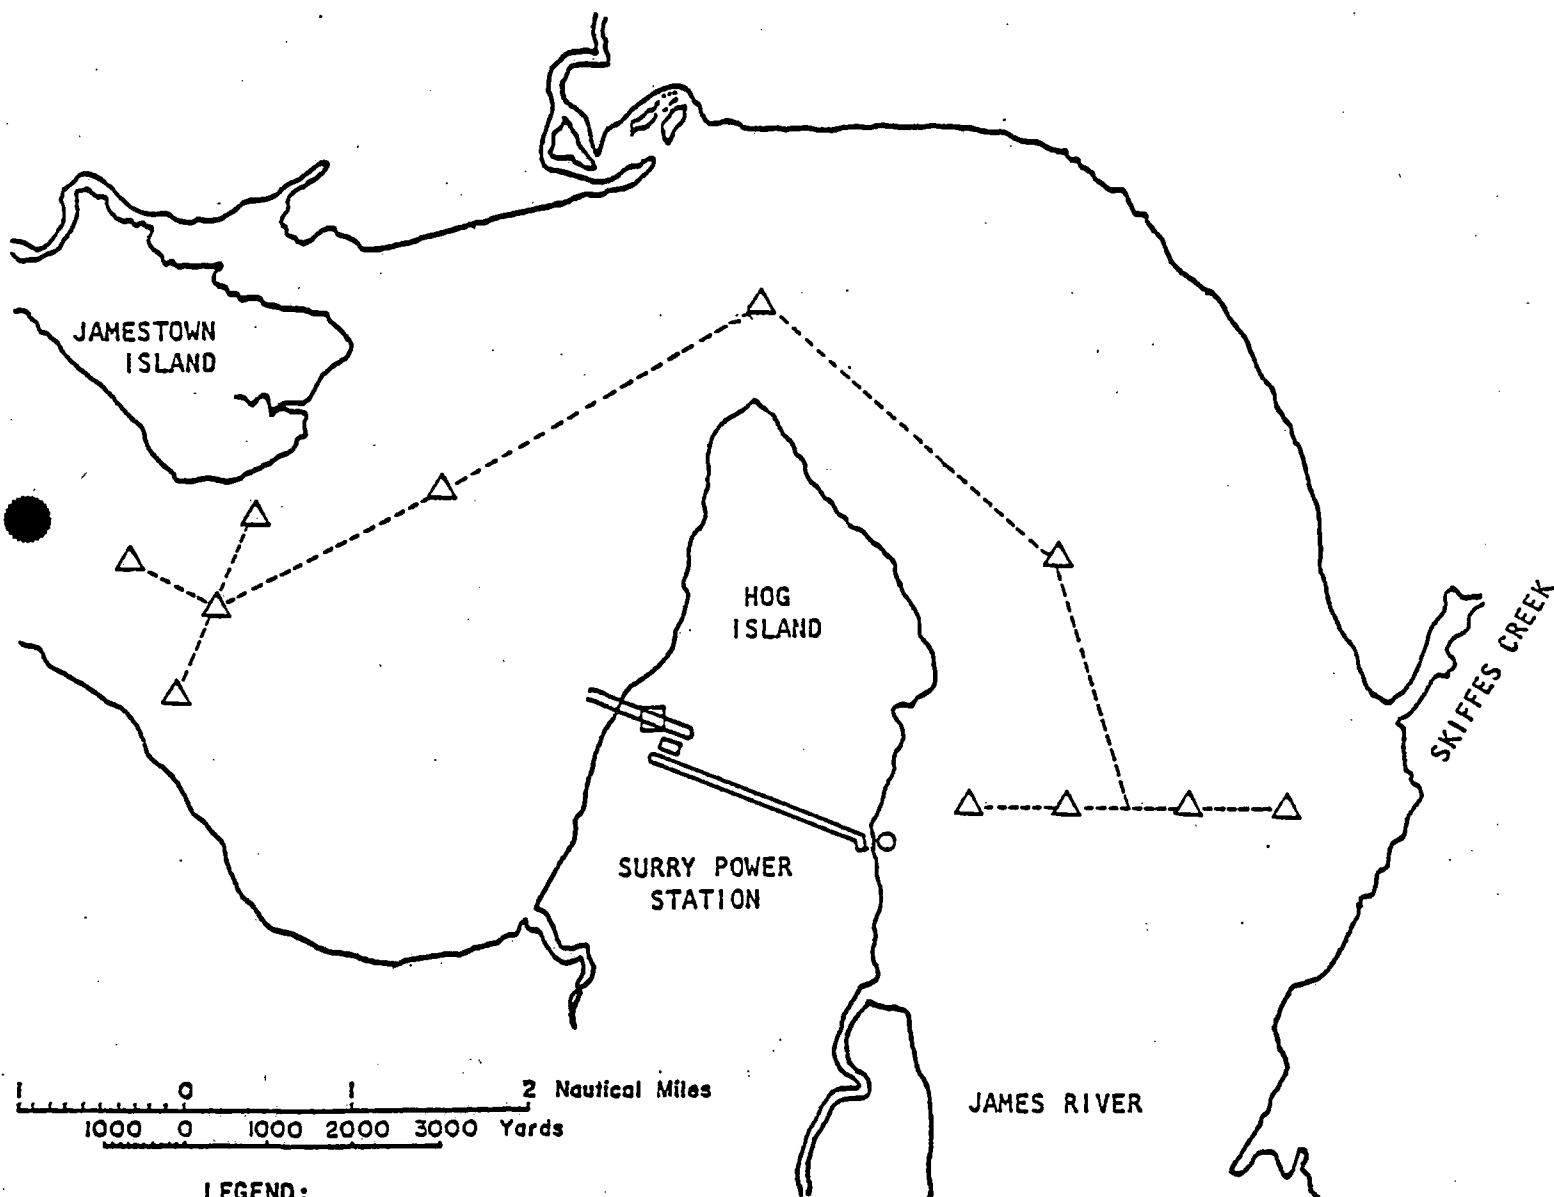 JAMESTOWN
ISLAND
HOG
ISLAND
SKIFFES CREEK
SURRY POWER
STATION
JAMES RIVER
1 0 1 2 Nautical Miles
1000 0 1000 2000 3000 Yards
LEGEND: